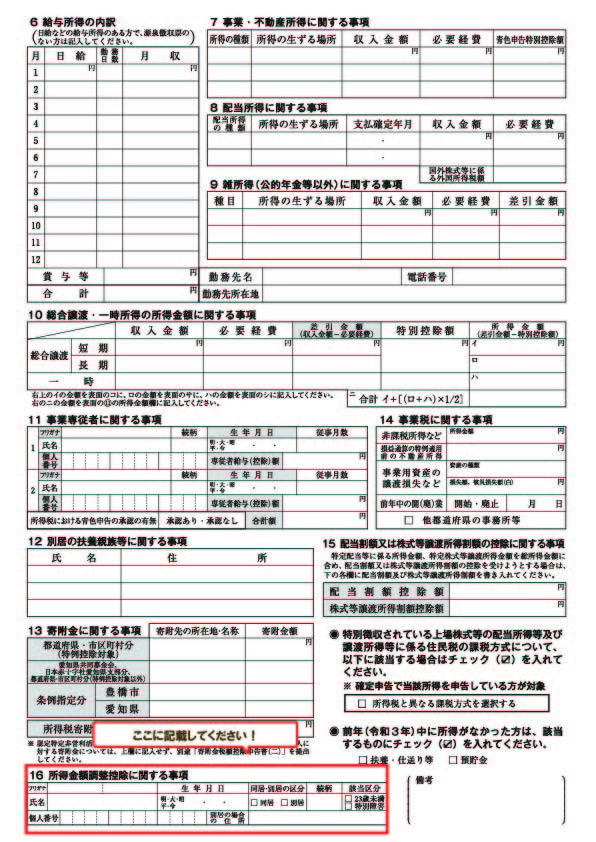 6 給与所得の内訳
(日給などの給与所得のある方で、源泉徴収票の
ない方は記入してください。)
月 日給 勤務日数 月収
1 円 円
2
3
4
5
6
7
8
9
10
11
12
賞与等 円
合計 円
勤務先名 電話番号
勤務先所在地
7 事業・不動産所得に関する事項
所得の種類 所得の生ずる場所 収入金額 必要経費 青色申告特別控除額
円 円 円
8 配当所得に関する事項
配当所得の種類 所得の生ずる場所 支払確定年月 収入金額 必要経費
・ 円 円
・
国外株式等に係る外国所得税額
9 雑所得(公的年金等以外)に関する事項
種目 所得の生ずる場所 収入金額 必要経費 差引金額
円 円 円
10 総合譲渡・一時所得の所得金額に関する事項
収入金額 必要経費 差引金額(収入金額－必要経費) 特別控除額 所得金額(差引金額－特別控除額)
総合譲渡 短期 円 円 円 円 イ 円
長期 ロ
一時 ハ
右上のイの金額を表面のコに、ロの金額を表面のサに、ハの金額を表面のシに記入してください。
右のニの金額を表面の⑪の所得金額欄に記入してください。
ニ 合計 イ+[(ロ+ハ)×1/2]
11 事業専従者に関する事項
1 フリガナ 続柄 生年月日 従事月数
氏名 明・大・昭 平・令 ・ ・
個人番号 専従者給与(控除)額 円
2 フリガナ 続柄 生年月日 従事月数
氏名 明・大・昭 平・令 ・ ・
個人番号 専従者給与(控除)額 円
所得税における青色申告の承認の有無 承認あり・承認なし 合計額 円
14 事業税に関する事項
非課税所得など 所得金額 円
損益通算の特例適用前の不動産所得 円
事業用資産の譲渡損失など 資産の種類
損失額、被災損失額(白) 円
前年中の開(廃)業 開始・廃止 月 日
□ 他都道府県の事務所等
12 別居の扶養親族等に関する事項
氏名 住所
15 配当割額又は株式等譲渡所得割額の控除に関する事項
特定配当等に係る所得金額、特定株式等譲渡所得金額を総所得金額に
含め、配当割額又は株式等譲渡所得割額の控除を受けようとする場合は、
下の各欄に配当割額及び株式等譲渡所得割額を書き入れてください。
配当割額控除額 円
株式等譲渡所得割額控除額
13 寄附金に関する事項 寄附先の所在地・名称 寄附金額
都道府県・市区町村分(特例控除対象) 円
愛知県共同募金会、
日本赤十字社愛知県支部分、
都道府県・市区町村分(特例控除対象以外)
条例指定分 豊橋市
愛知県
所得税寄附 円
ここに記載してください！
※ 認定特定非営利活 人に
対する寄附金については、上欄に記入せず、別途「寄附金税額控除申告書(二)」を提出
してください。
● 特別徴収されている上場株式等の配当所得等及び
譲渡所得等に係る住民税の課税方式について、
以下に該当する場合はチェック(☑)を入れて
ください。
※ 確定申告で当該所得を申告している方が対象
□ 所得税と異なる課税方式を選択する
● 前年(令和3年)中に所得がなかった方は、該当
するものにチェック(☑)を入れてください。
□ 扶養・仕送り等 □ 預貯金
備考
16 所得金額調整控除に関する事項
フリガナ 生年月日 同居・別居の区分 続柄 該当区分
氏名 明・大・昭 平・令 ・ ・ □ 同居 □ 別居 □ 23歳未満 □ 特別障害
個人番号 別居の場合の住所